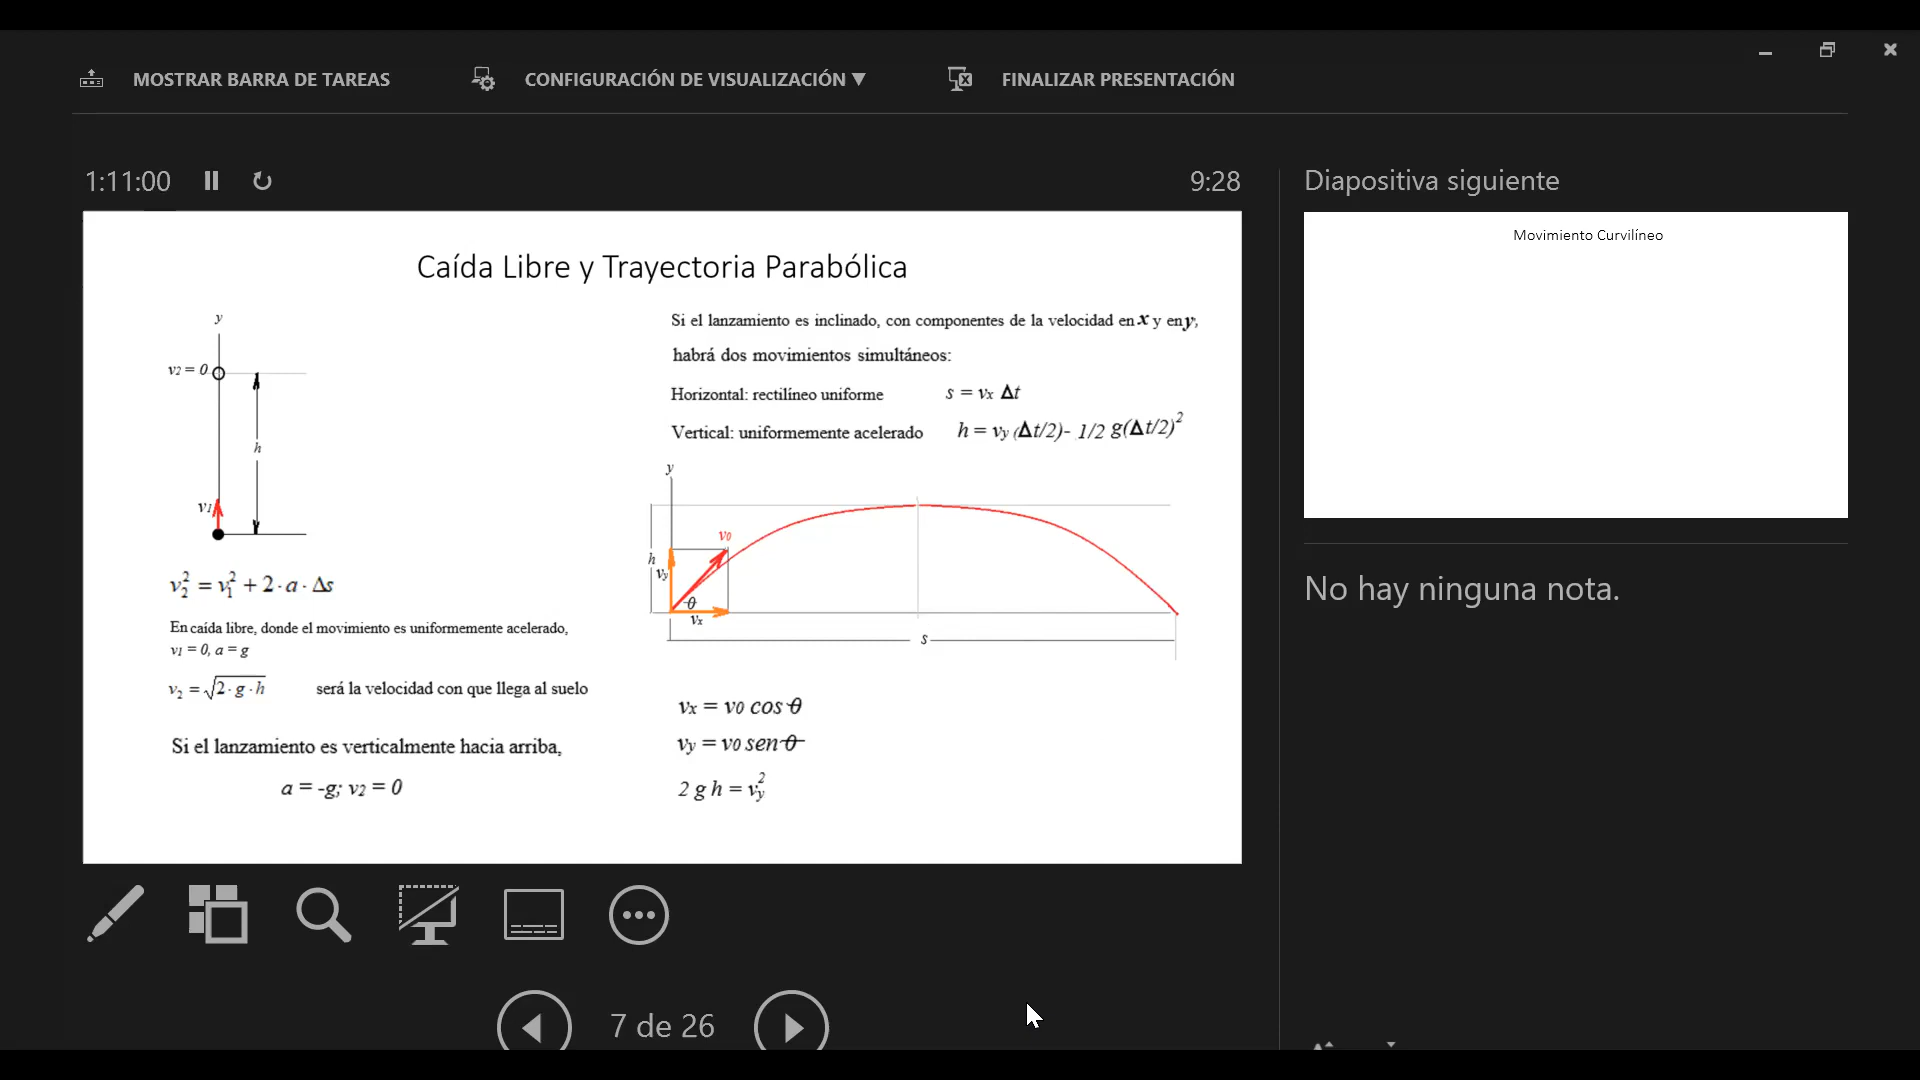 MOSTRAR BARRA DE TAREAS
CONFIGURACIÓN DE VISUALIZACIÓN ▼
FINALIZAR PRESENTACIÓN
1:11:00
9:28
Caída Libre y Trayectoria Parabólica
y
v2 = 0
h
v1
v₂² = v₁² + 2 · a · Δs
En caída libre, donde el movimiento es uniformemente acelerado,
v1 = 0, a = g
v₂ = √2 · g · h será la velocidad con que llega al suelo
Si el lanzamiento es verticalmente hacia arriba,
a = -g; v2 = 0
Si el lanzamiento es inclinado, con componentes de la velocidad en x y en y,
habrá dos movimientos simultáneos:
Horizontal: rectilíneo uniforme s = vx Δt
Vertical: uniformemente acelerado h = vy (Δt/2)- 1/2 g(Δt/2)²
y
v0
h
vy
θ
vx
s
vx = v0 cos θ
vy = v0 sen θ
2 g h = vy²
Diapositiva siguiente
Movimiento Curvilíneo
No hay ninguna nota.
7 de 26